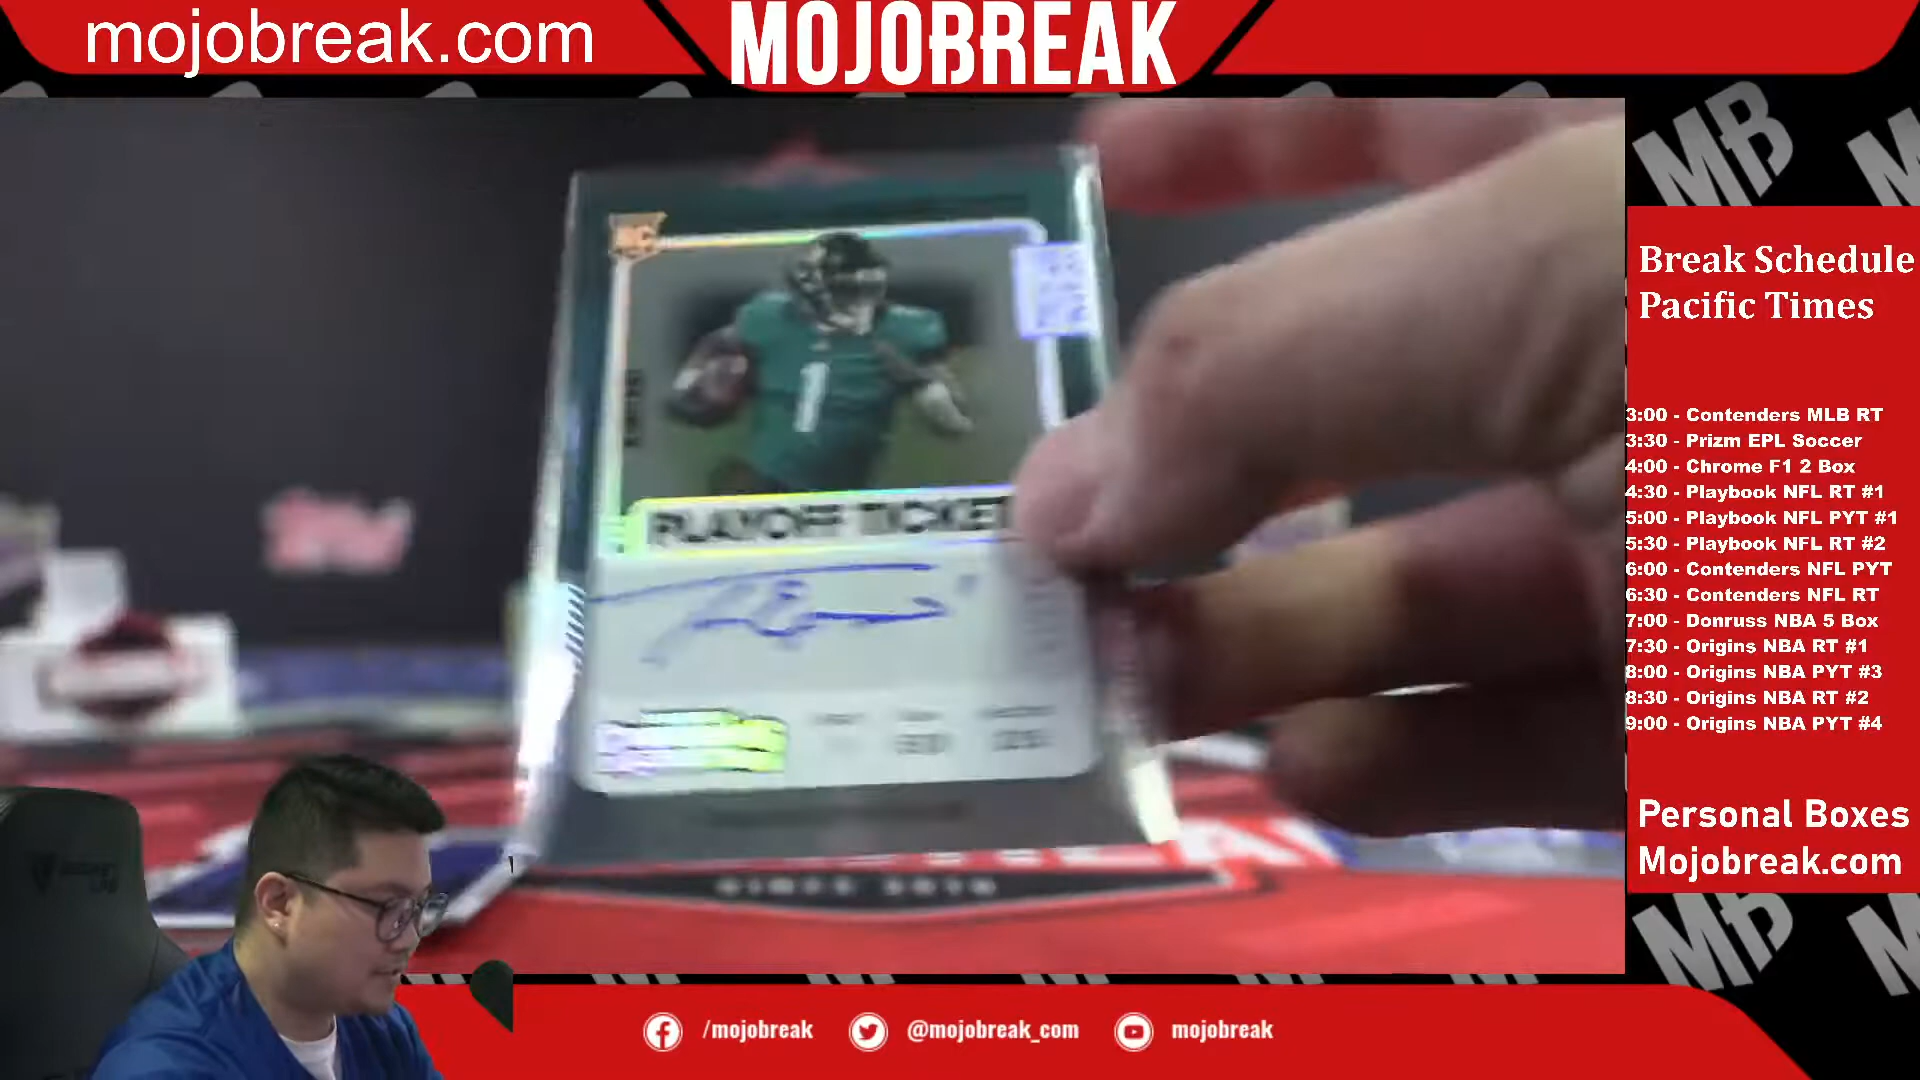 mojobreak.com
MOJOBREAK
MB
Break Schedule
Pacific Times
3:00 - Contenders MLB RT
3:30 - Prizm EPL Soccer
4:00 - Chrome F1 2 Box
4:30 - Playbook NFL RT #1
5:00 - Playbook NFL PYT #1
5:30 - Playbook NFL RT #2
6:00 - Contenders NFL PYT
6:30 - Contenders NFL RT
7:00 - Donruss NBA 5 Box
7:30 - Origins NBA RT #1
8:00 - Origins NBA PYT #3
8:30 - Origins NBA RT #2
9:00 - Origins NBA PYT #4
Personal Boxes
Mojobreak.com
MB
RC
1
PLAYOFF TICKET
/mojobreak
@mojobreak_com
mojobreak